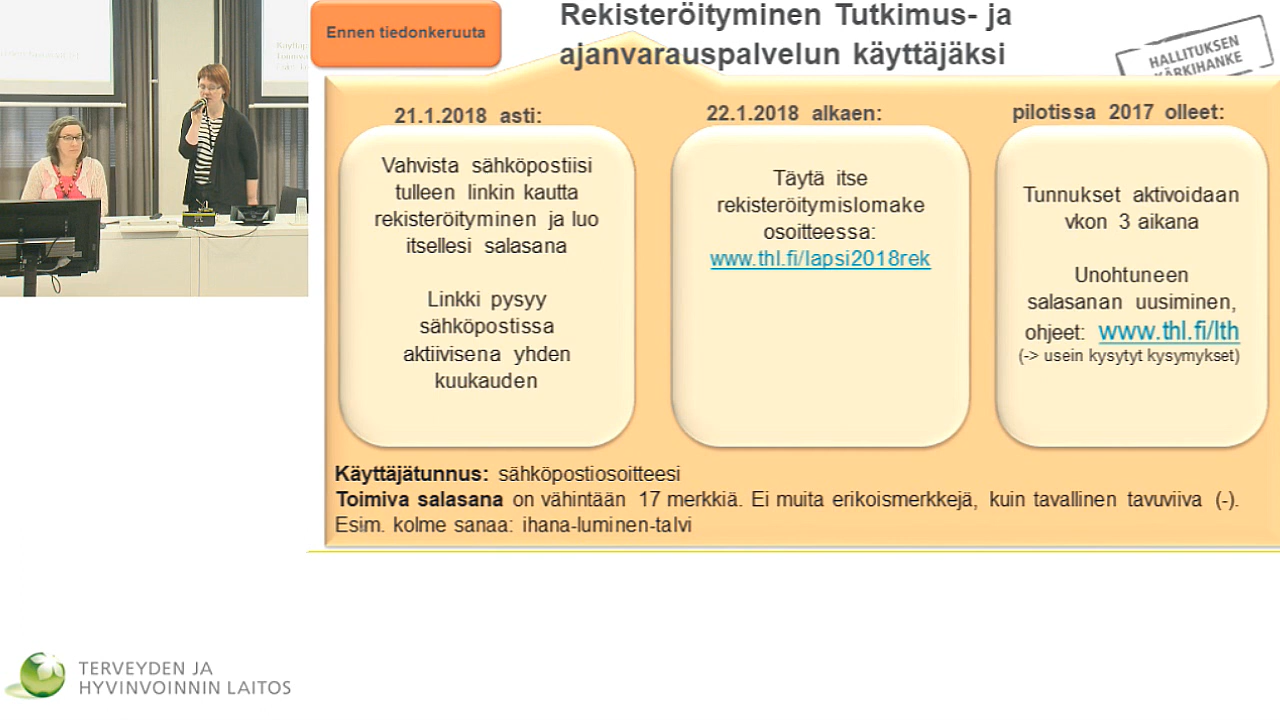 Ennen tiedonkeruuta
Rekisteröityminen Tutkimus- ja
ajanvarauspalvelun käyttäjäksi
HALLITUKSEN
KÄRKIHANKE
21.1.2018 asti:
Vahvista sähköpostiisi
tulleen linkin kautta
rekisteröityminen ja luo
itsellesi salasana
Linkki pysyy
sähköpostissa
aktiivisena yhden
kuukauden
22.1.2018 alkaen:
Täytä itse
rekisteröitymislomake
osoitteessa:
www.thl.fi/lapsi2018rek
pilotissa 2017 olleet:
Tunnukset aktivoidaan
vkon 3 aikana
Unohtuneen
salasanan uusiminen,
ohjeet: www.thl.fi/lth
(-> usein kysytyt kysymykset)
Käyttäjätunnus: sähköpostiosoitteesi
Toimiva salasana on vähintään 17 merkkiä. Ei muita erikoismerkkejä, kuin tavallinen tavuviiva (-).
Esim. kolme sanaa: ihana-luminen-talvi
TERVEYDEN JA
HYVINVOINNIN LAITOS